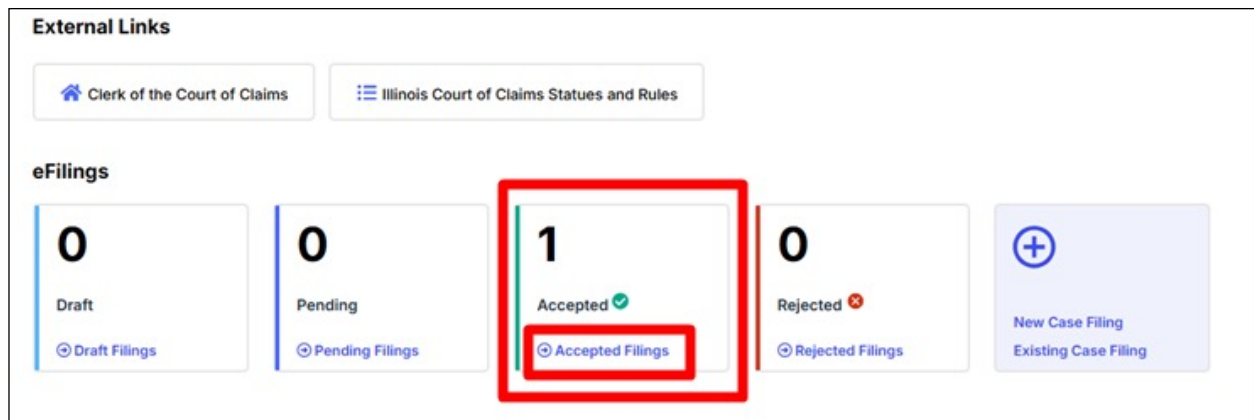 External Links
Clerk of the Court of Claims
Illinois Court of Claims Statues and Rules
eFilings
0
Draft
Draft Filings
0
Pending
Pending Filings
1
Accepted
Accepted Filings
0
Rejected
Rejected Filings
New Case Filing
Existing Case Filing